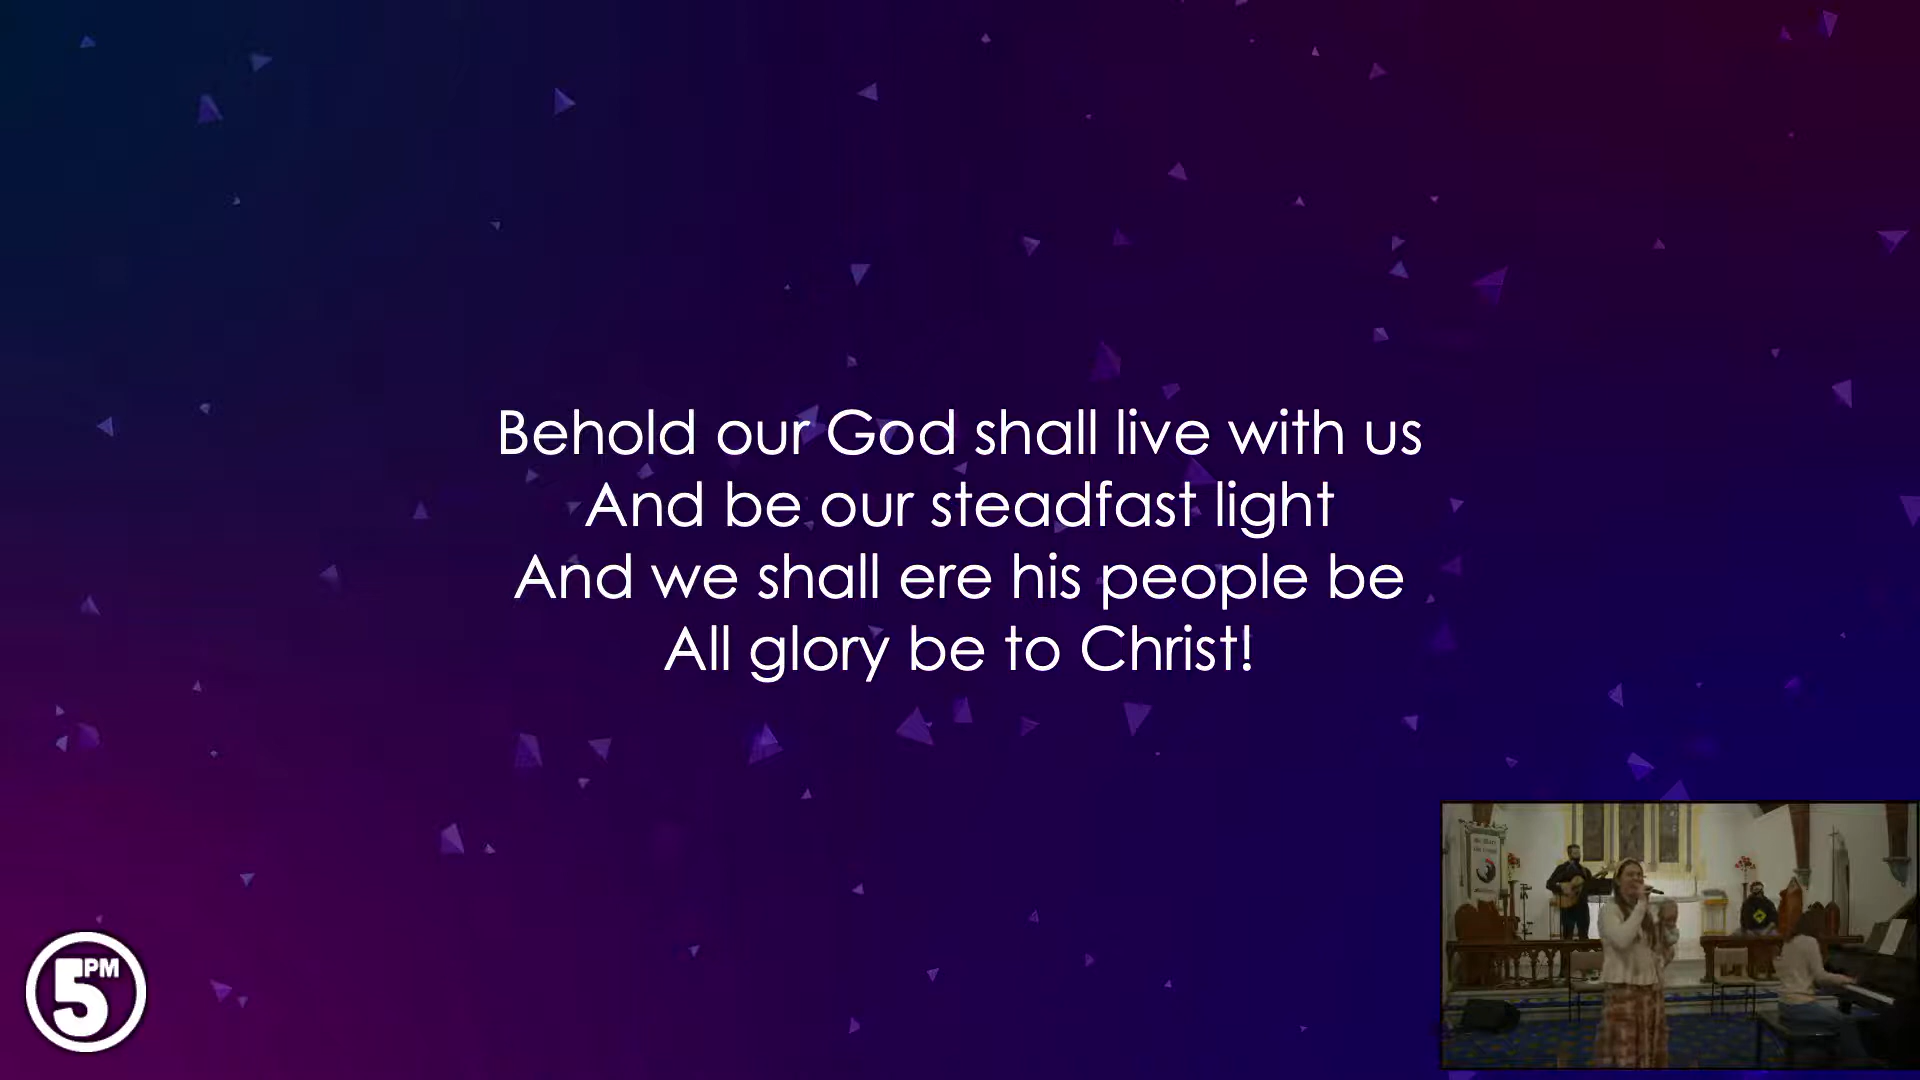 Behold our God shall live with us
And be our steadfast light
And we shall ere his people be
All glory be to Christ!
5PM